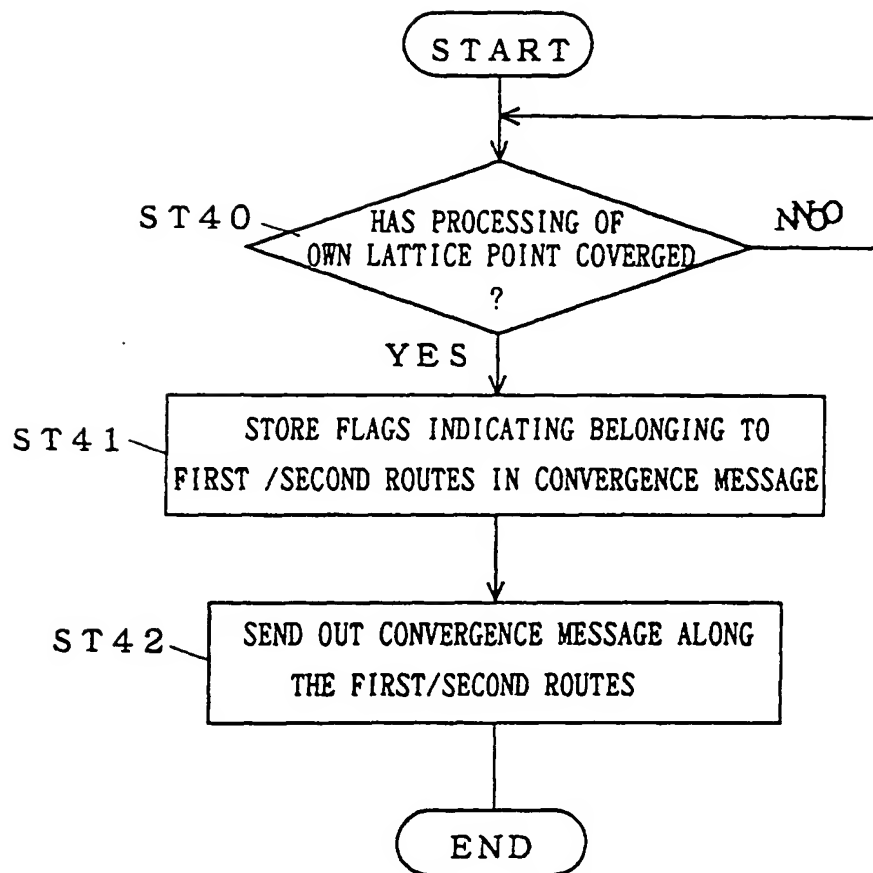 START
ST40
HAS PROCESSING OF
OWN LATTICE POINT COVERGED
?
NO
YES
ST41
STORE FLAGS INDICATING BELONGING TO
FIRST /SECOND ROUTES IN CONVERGENCE MESSAGE
ST42
SEND OUT CONVERGENCE MESSAGE ALONG
THE FIRST/SECOND ROUTES
END